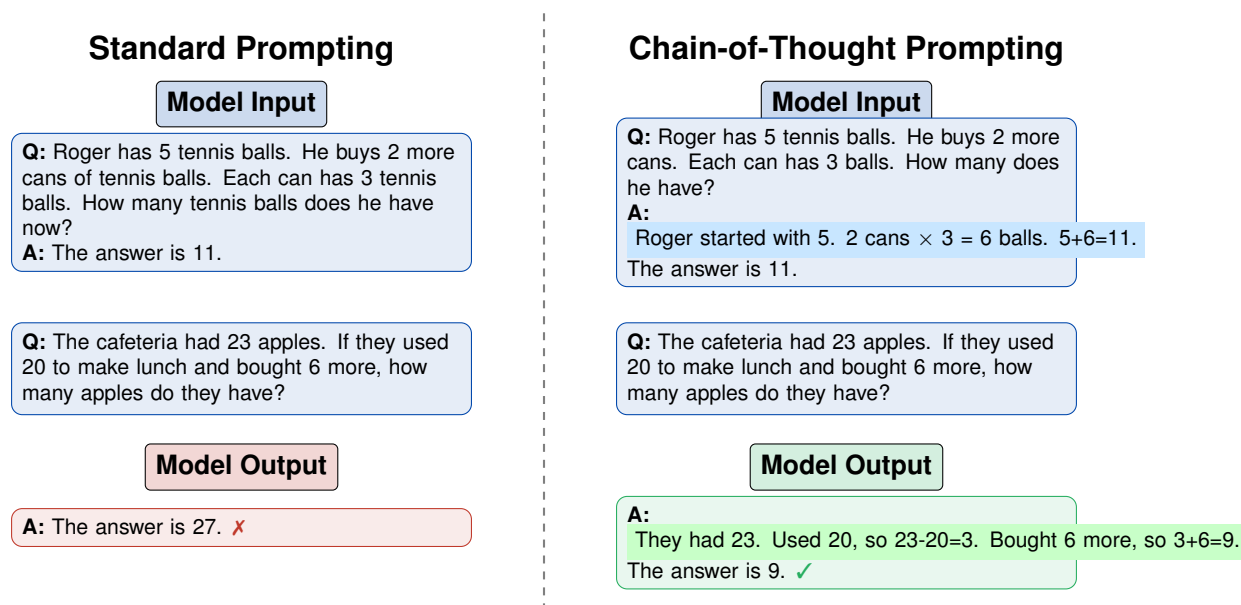 Standard Prompting
Model Input
Q: Roger has 5 tennis balls. He buys 2 more
cans of tennis balls. Each can has 3 tennis
balls. How many tennis balls does he have
now?
A: The answer is 11.
Q: The cafeteria had 23 apples. If they used
20 to make lunch and bought 6 more, how
many apples do they have?
Model Output
A: The answer is 27. ✗
Chain-of-Thought Prompting
Model Input
Q: Roger has 5 tennis balls. He buys 2 more
cans. Each can has 3 balls. How many does
he have?
A:
Roger started with 5. 2 cans × 3 = 6 balls. 5+6=11.
The answer is 11.
Q: The cafeteria had 23 apples. If they used
20 to make lunch and bought 6 more, how
many apples do they have?
Model Output
A:
They had 23. Used 20, so 23-20=3. Bought 6 more, so 3+6=9.
The answer is 9. ✓